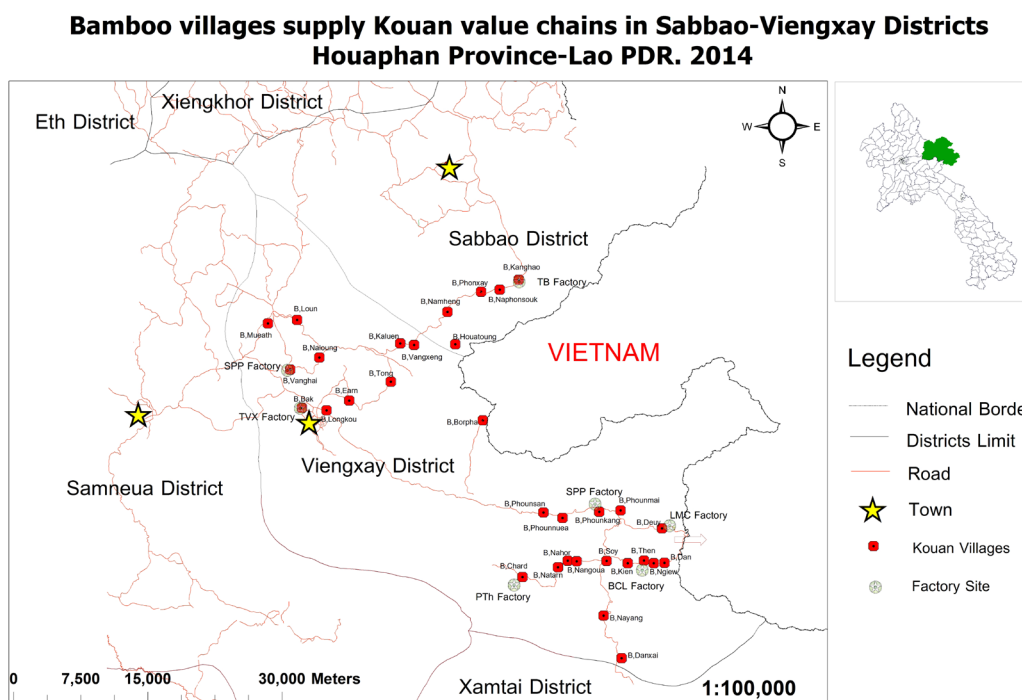 Bamboo villages supply Kouan value chains in Sabbao-Viengxay Districts
Houaphan Province-Lao PDR. 2014
Xiengkhor District
Eth District
N
W
E
S
Sabbao District
B,Kanghao
TB Factory
B,Phonxay
B,Naphonsouk
B,Namheng
B,Loun
B,Mueath
B,Kaluen
B,Houatoung
B,Vangxeng
VIETNAM
B,Naloung
SPP Factory
B,Vanghai
B,Tong
B,Earn
B,Bak
TVX Factory
B,Longkou
B,Borpha
Viengxay District
Samneua District
SPP Factory
B,Phounsan
B,Phounmai
B,Phounnuea
B,Phounkang
LMC Factory
B,Deuy
B,Nahor
B,Soy
B,Then
B,Dan
B,Chard
B,Natarn
B,Nangoua
B,Kien
B,Ngiew
BCL Factory
PTh Factory
B,Nayang
B,Danxai
Xamtai District
0 7,500 15,000 30,000 Meters
1:100,000
Legend
National Borde
Districts Limit
Road
Town
Kouan Villages
Factory Site